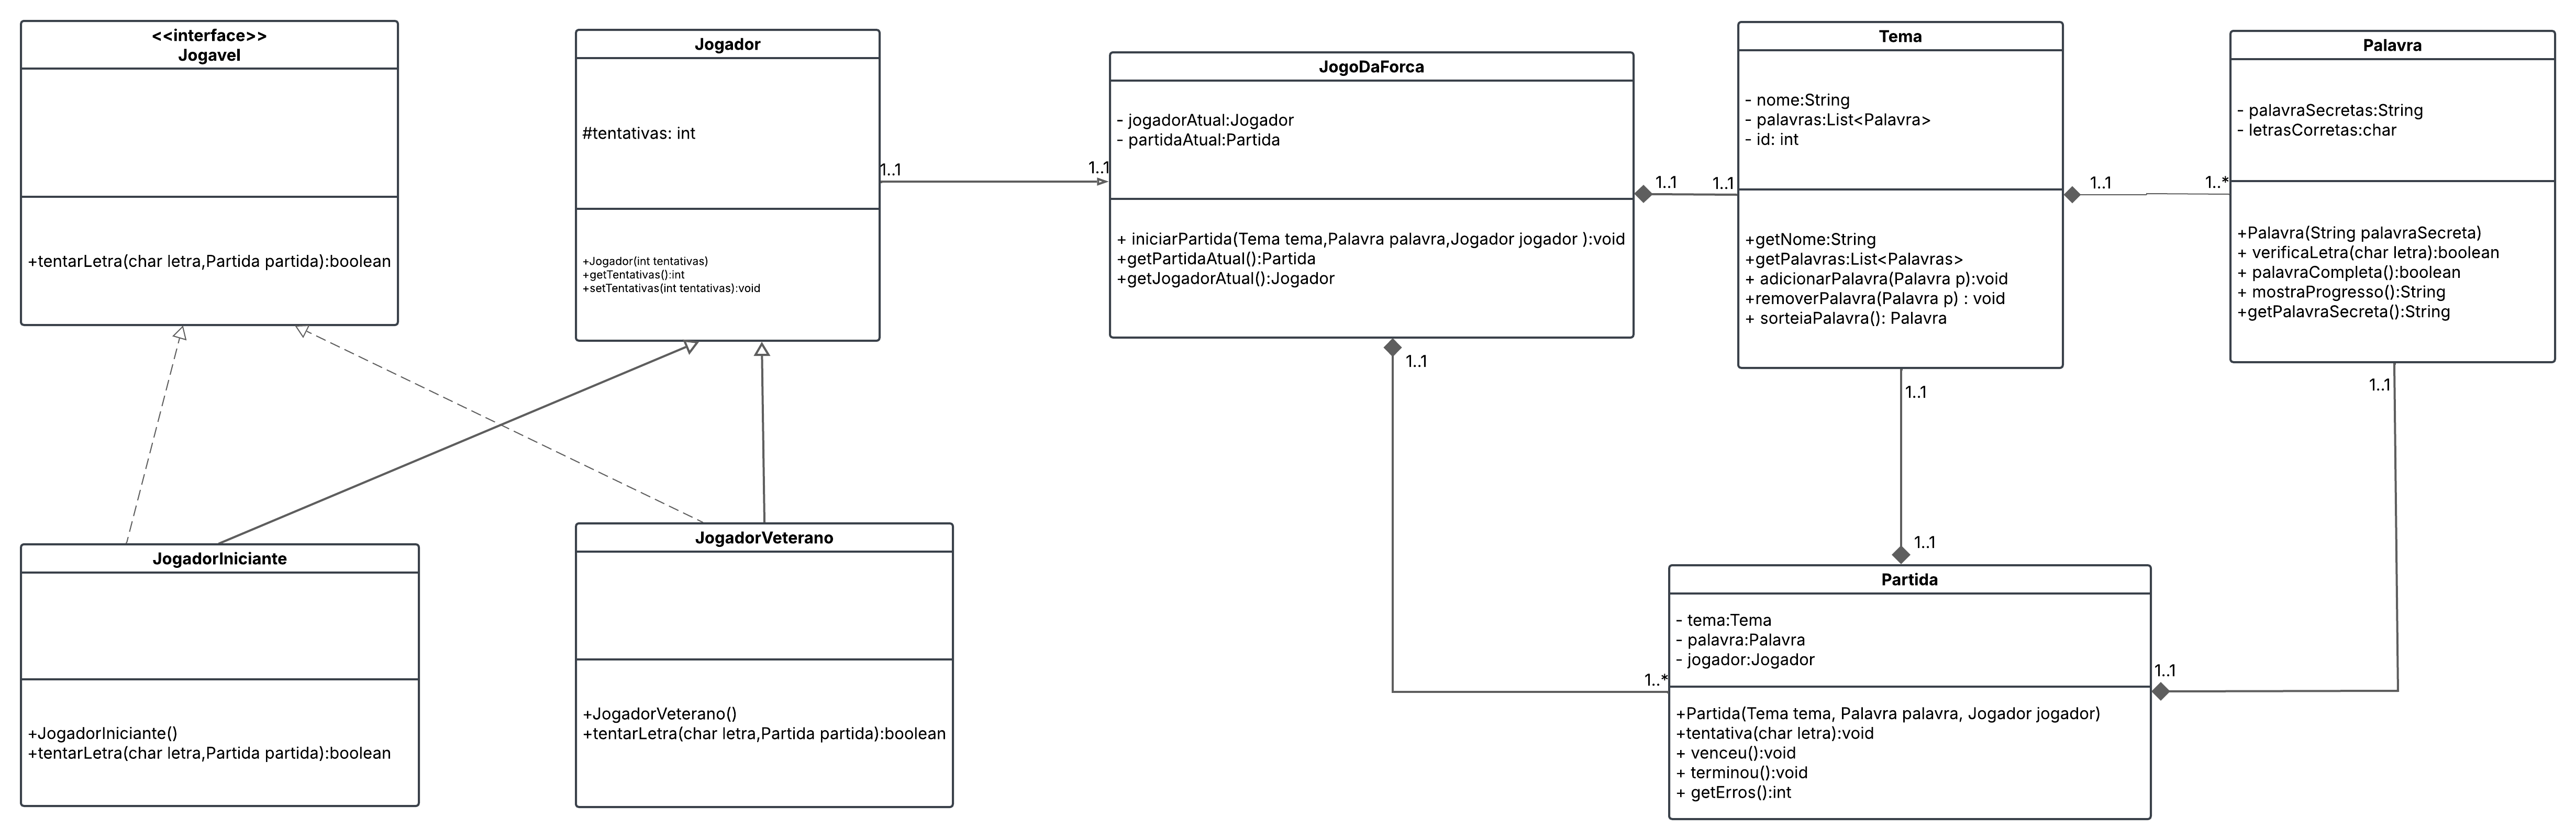 <<interface>>
Jogavel
+tentarLetra(char letra,Partida partida):boolean
Jogador
#tentativas: int
+Jogador(int tentativas)
+getTentativas():int
+setTentativas(int tentativas):void
1..1
1..1
JogoDaForca
- jogadorAtual:Jogador
- partidaAtual:Partida
+ iniciarPartida(Tema tema,Palavra palavra,Jogador jogador ):void
+getPartidaAtual():Partida
+getJogadorAtual():Jogador
1..1
1..1
Tema
- nome:String
- palavras:List<Palavra>
- id: int
+getNome:String
+getPalavras:List<Palavras>
+ adicionarPalavra(Palavra p):void
+removerPalavra(Palavra p) : void
+ sorteiaPalavra(): Palavra
1..1
1..*
Palavra
- palavraSecretas:String
- letrasCorretas:char
+Palavra(String palavraSecreta)
+ verificaLetra(char letra):boolean
+ palavraCompleta():boolean
+ mostraProgresso():String
+getPalavraSecreta():String
1..1
1..1
1..1
JogadorIniciante
+JogadorIniciante()
+tentarLetra(char letra,Partida partida):boolean
JogadorVeterano
+JogadorVeterano()
+tentarLetra(char letra,Partida partida):boolean
1..1
1..*
1..1
Partida
- tema:Tema
- palavra:Palavra
- jogador:Jogador
+Partida(Tema tema, Palavra palavra, Jogador jogador)
+tentativa(char letra):void
+ venceu():void
+ terminou():void
+ getErros():int